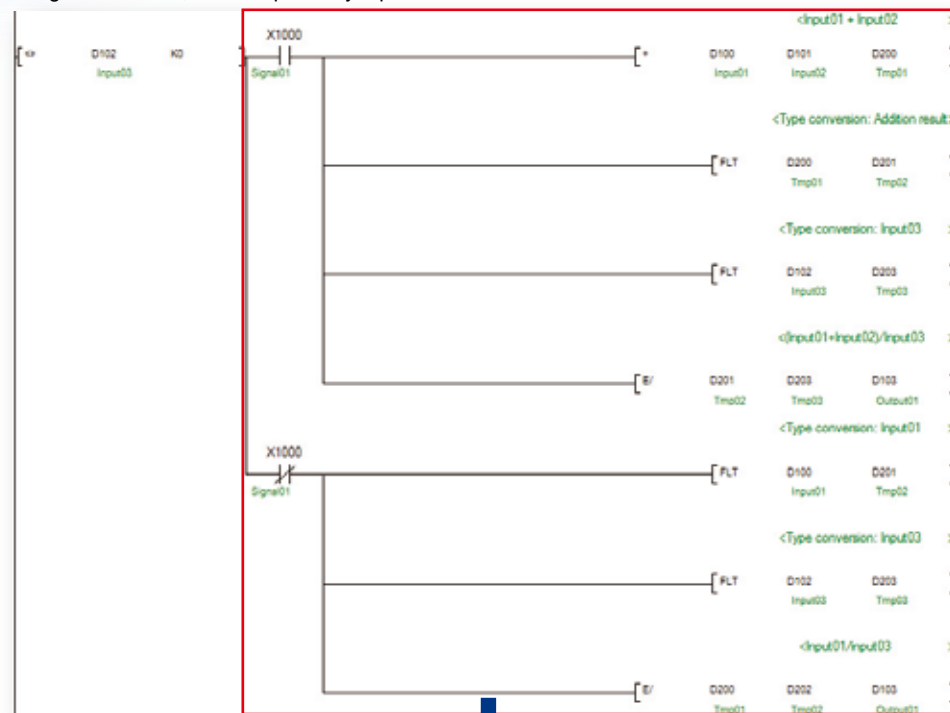 <Input01 + Input02 >
X1000
[ <> D102 K0 ] [ + D100 D101 D200
Input03 Signal01 Input01 Input02 Tmp01
<Type conversion: Addition result>
[ FLT D200 D201
Tmp01 Tmp02
<Type conversion: Input03 >
[ FLT D102 D203
Input03 Tmp03
<(Input01+Input02)/Input03 >
[ E/ D201 D203 D103
Tmp02 Tmp03 Output01
<Type conversion: Input01 >
X1000
[ FLT D100 D201
Signal01 Input01 Tmp02
<Type conversion: Input03 >
[ FLT D102 D203
Input03 Tmp03
<Input01/Input03 >
[ E/ D200 D202 D103
Tmp01 Tmp02 Output01